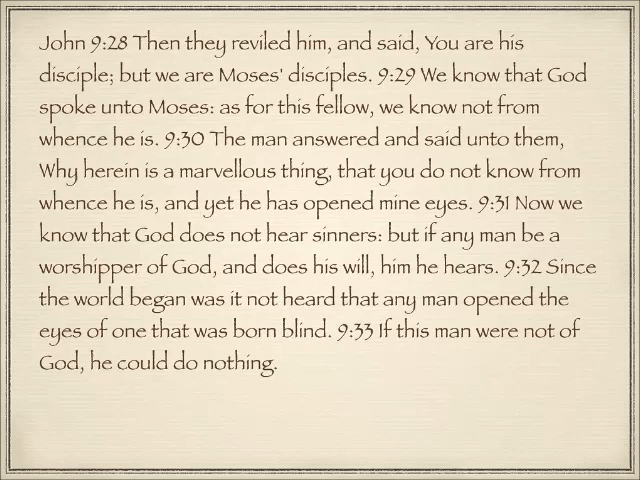 John 9:28 Then they reviled him, and said, You are his
disciple; but we are Moses' disciples. 9:29 We know that God
spoke unto Moses: as for this fellow, we know not from
whence he is. 9:30 The man answered and said unto them,
Why herein is a marvellous thing, that you do not know from
whence he is, and yet he has opened mine eyes. 9:31 Now we
know that God does not hear sinners: but if any man be a
worshipper of God, and does his will, him he hears. 9:32 Since
the world began was it not heard that any man opened the
eyes of one that was born blind. 9:33 If this man were not of
God, he could do nothing.